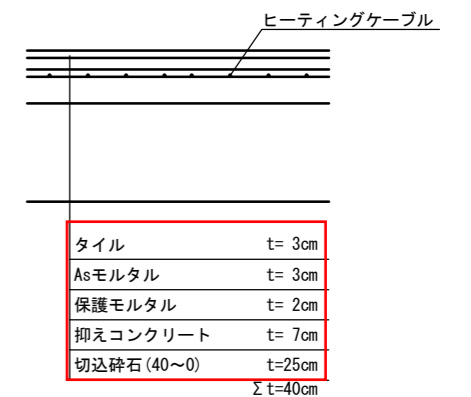 ヒーティングケーブル
タイル t= 3cm
Asモルタル t= 3cm
保護モルタル t= 2cm
抑えコンクリート t= 7cm
切込砕石(40〜0) t=25cm
Σt=40cm